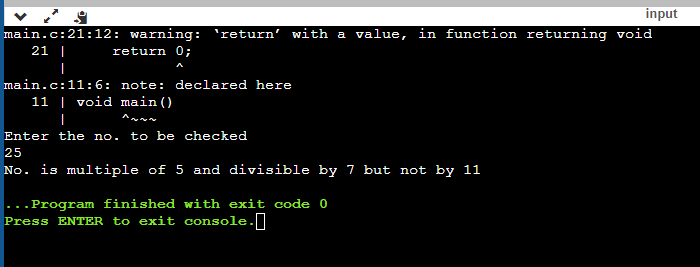 input
main.c:21:12: warning: ‘return’ with a value, in function returning void
21 | return 0;
| ^
main.c:11:6: note: declared here
11 | void main()
| ^~~~
Enter the no. to be checked
25
No. is multiple of 5 and divisible by 7 but not by 11
...Program finished with exit code 0
Press ENTER to exit console.